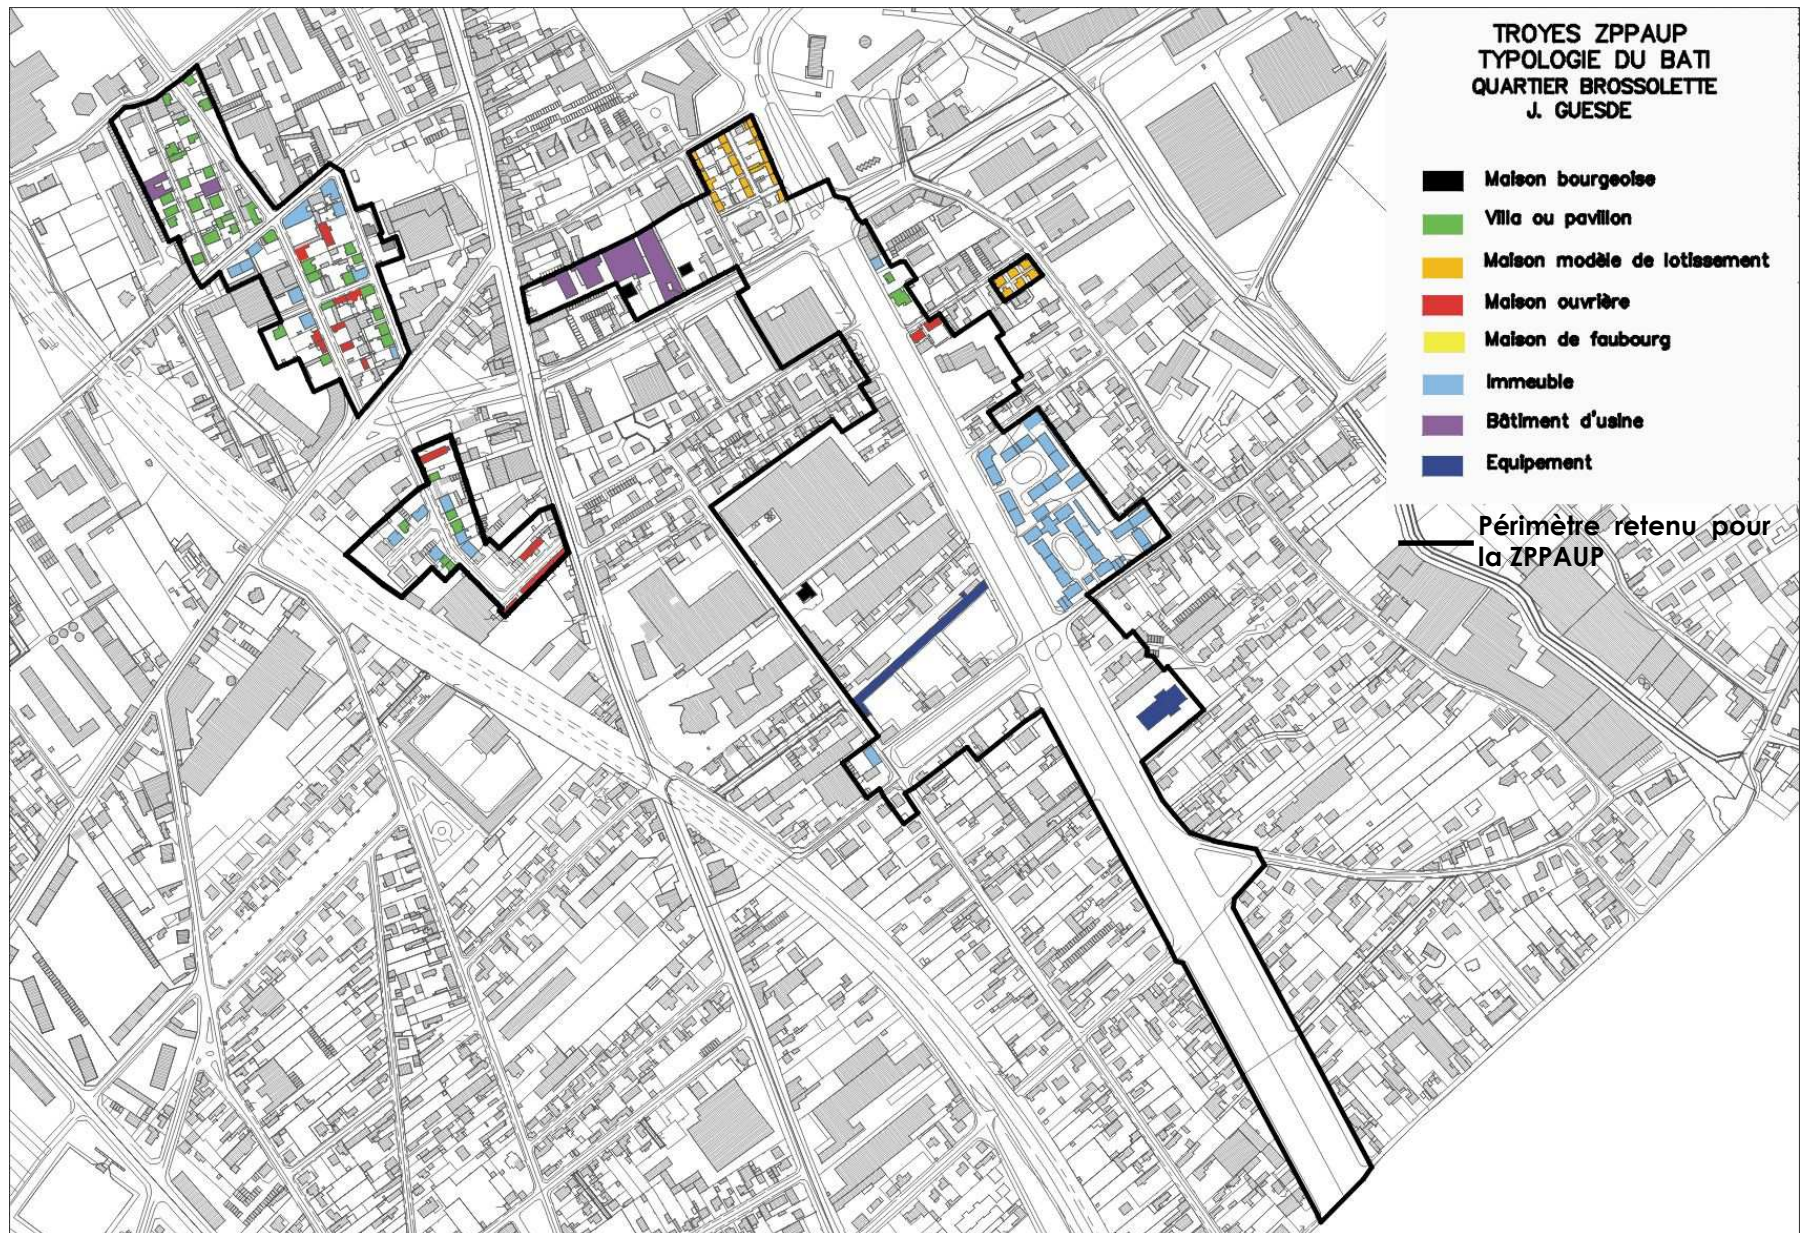 TROYES ZPPAUP
TYPOLOGIE DU BATI
QUARTIER BROSSOLETTE
J. GUESDE
Maison bourgeoise
Villa ou pavillon
Maison modèle de lotissement
Maison ouvrière
Maison de faubourg
Immeuble
Bâtiment d'usine
Equipement
Périmètre retenu pour
la ZPPAUP